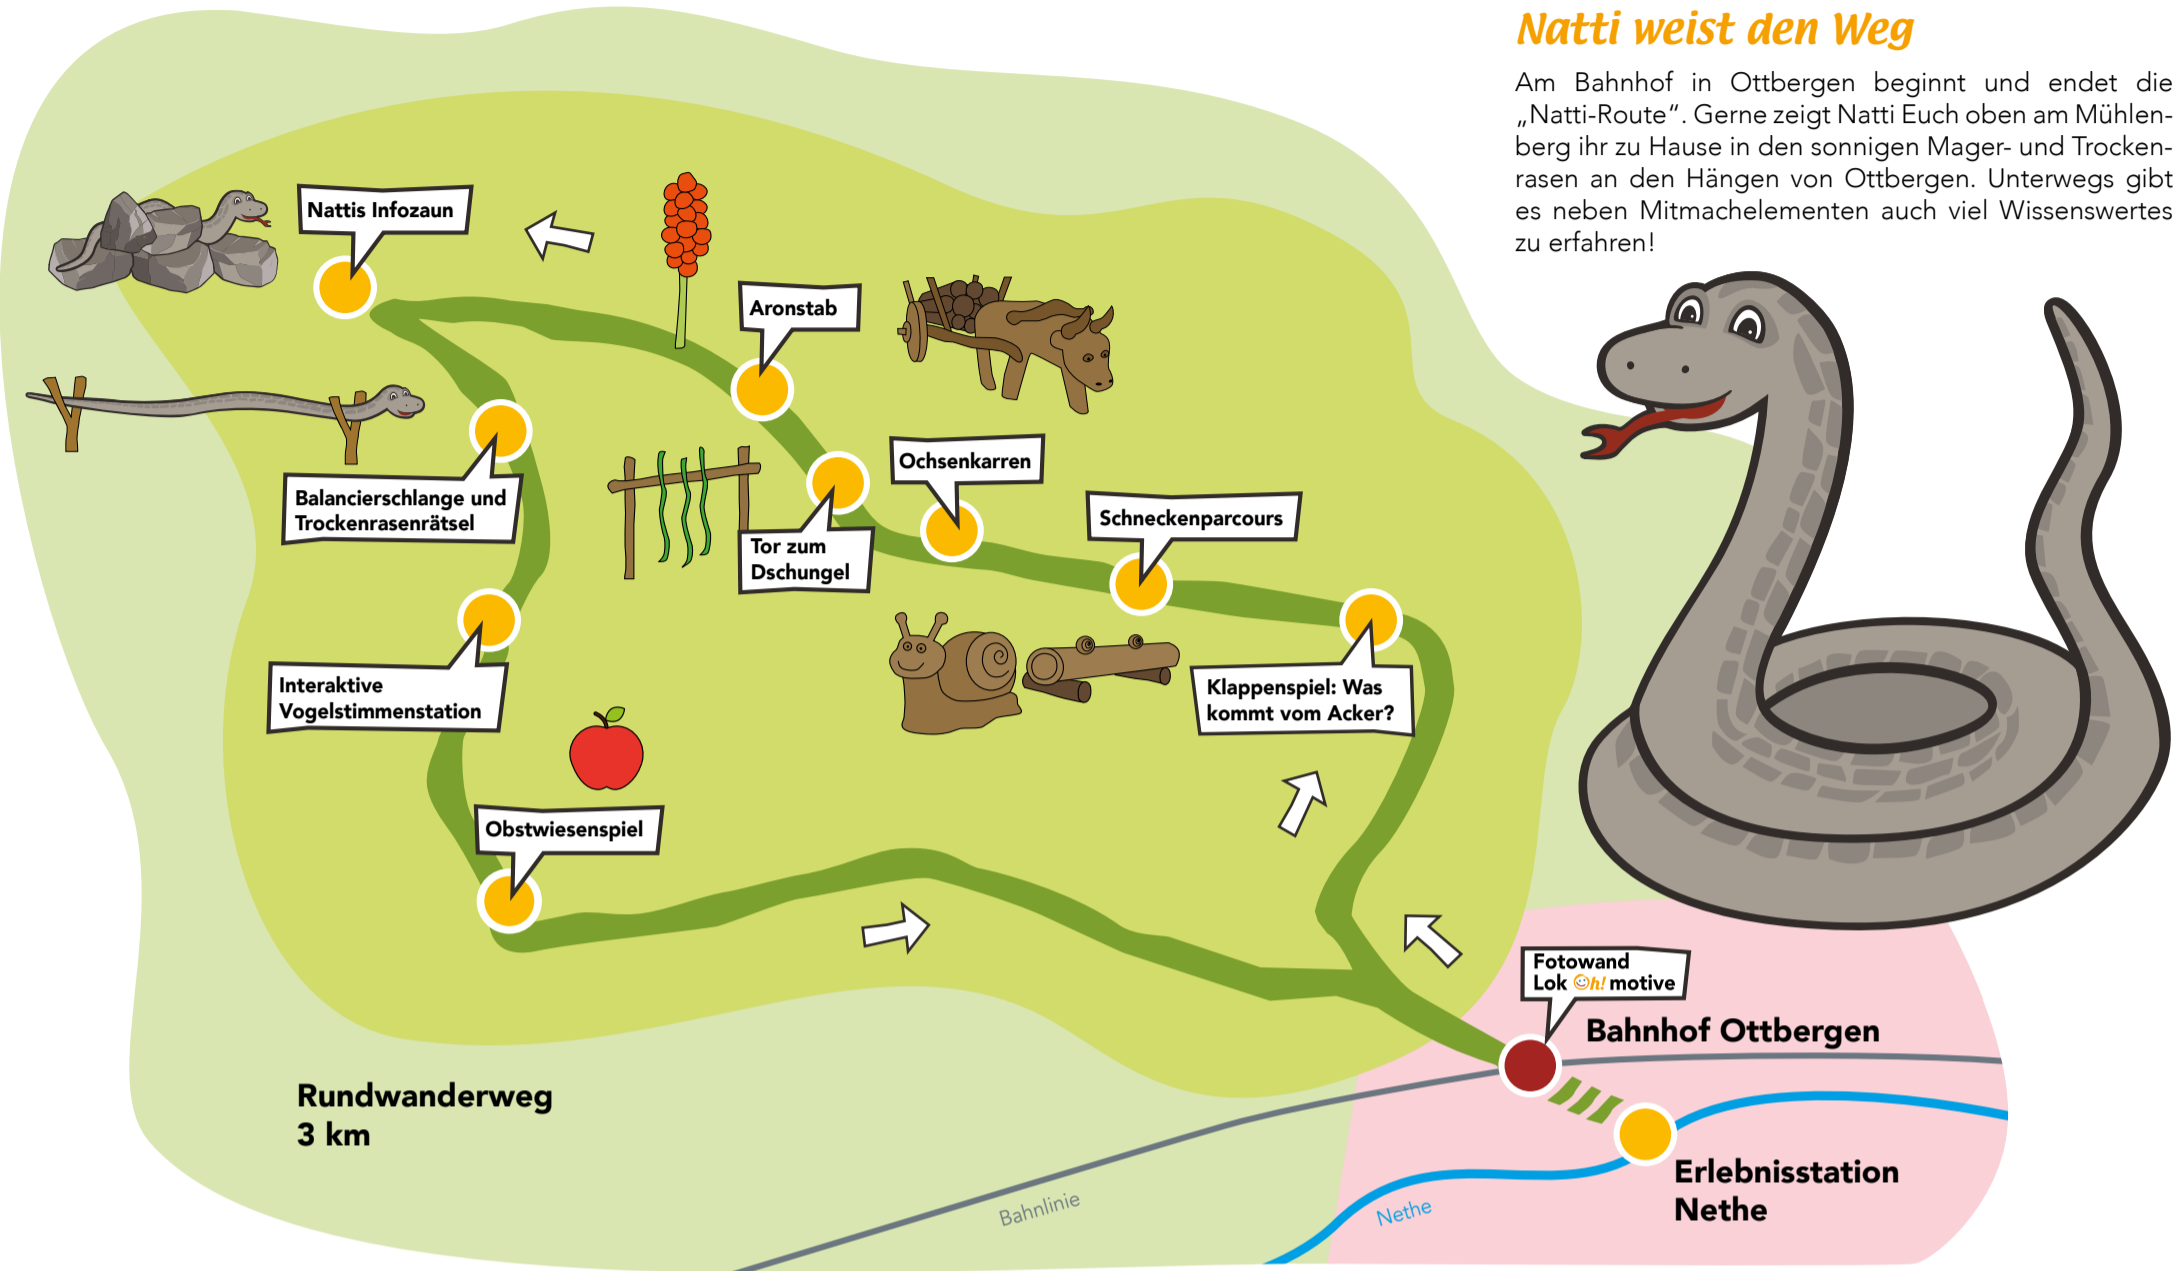 Natti weist den Weg
Am Bahnhof in Ottbergen beginnt und endet die
„Natti-Route“. Gerne zeigt Natti Euch oben am Mühlen-
berg ihr zu Hause in den sonnigen Mager- und Trocken-
rasen an den Hängen von Ottbergen. Unterwegs gibt
es neben Mitmachelementen auch viel Wissenswertes
zu erfahren!
Nattis Infozaun
Aronstab
Ochsenkarren
Balancierschlange und
Trockenrasenrätsel
Schneckenparcours
Tor zum
Dschungel
Interaktive
Vogelstimmenstation
Klappenspiel: Was
kommt vom Acker?
Obstwiesenspiel
Fotowand
Lok Oh! motive
Bahnhof Ottbergen
Rundwanderweg
3 km
Erlebnisstation
Nethe
Bahnlinie
Nethe